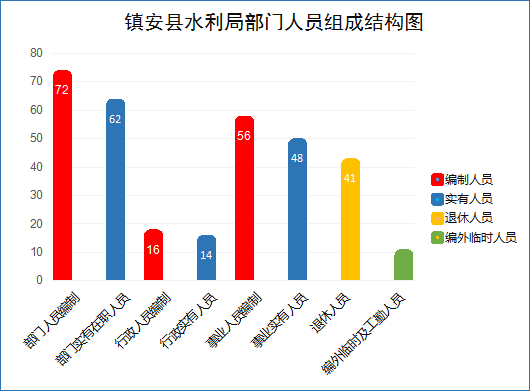 镇安县水利局部门人员组成结构图
80
70
60
50
40
30
20
10
0
72
62
16
14
56
48
41
部门人员编制
部门实有在职人员
行政人员编制
行政实有人员
事业人员编制
事业实有人员
退休人员
编外临时及工勤人员
编制人员
实有人员
退休人员
编外临时人员